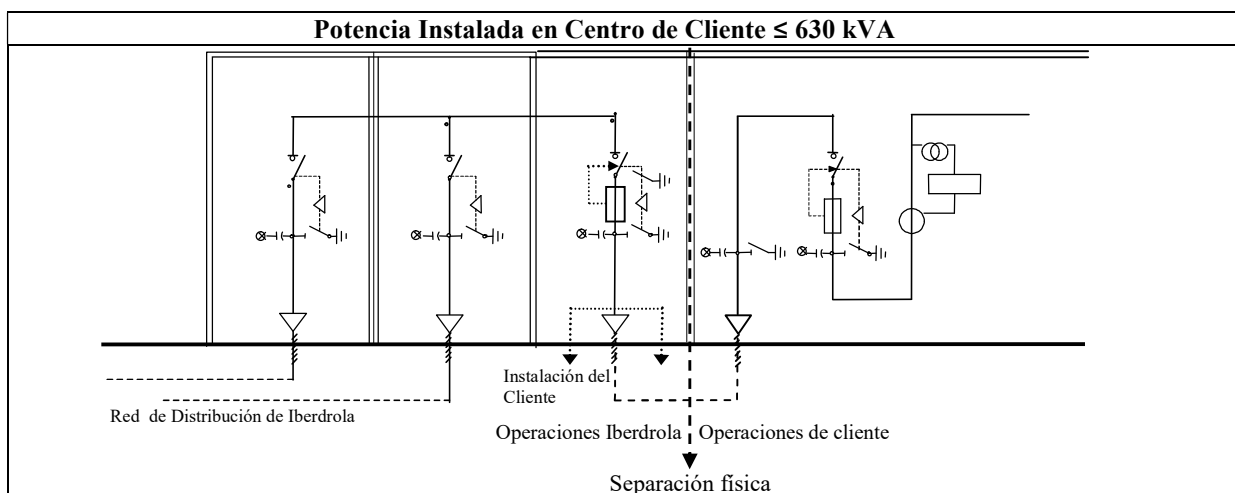 Potencia Instalada en Centro de Cliente ≤ 630 kVA
Instalación del
Cliente
Red de Distribución de Iberdrola
Operaciones Iberdrola
Operaciones de cliente
Separación física